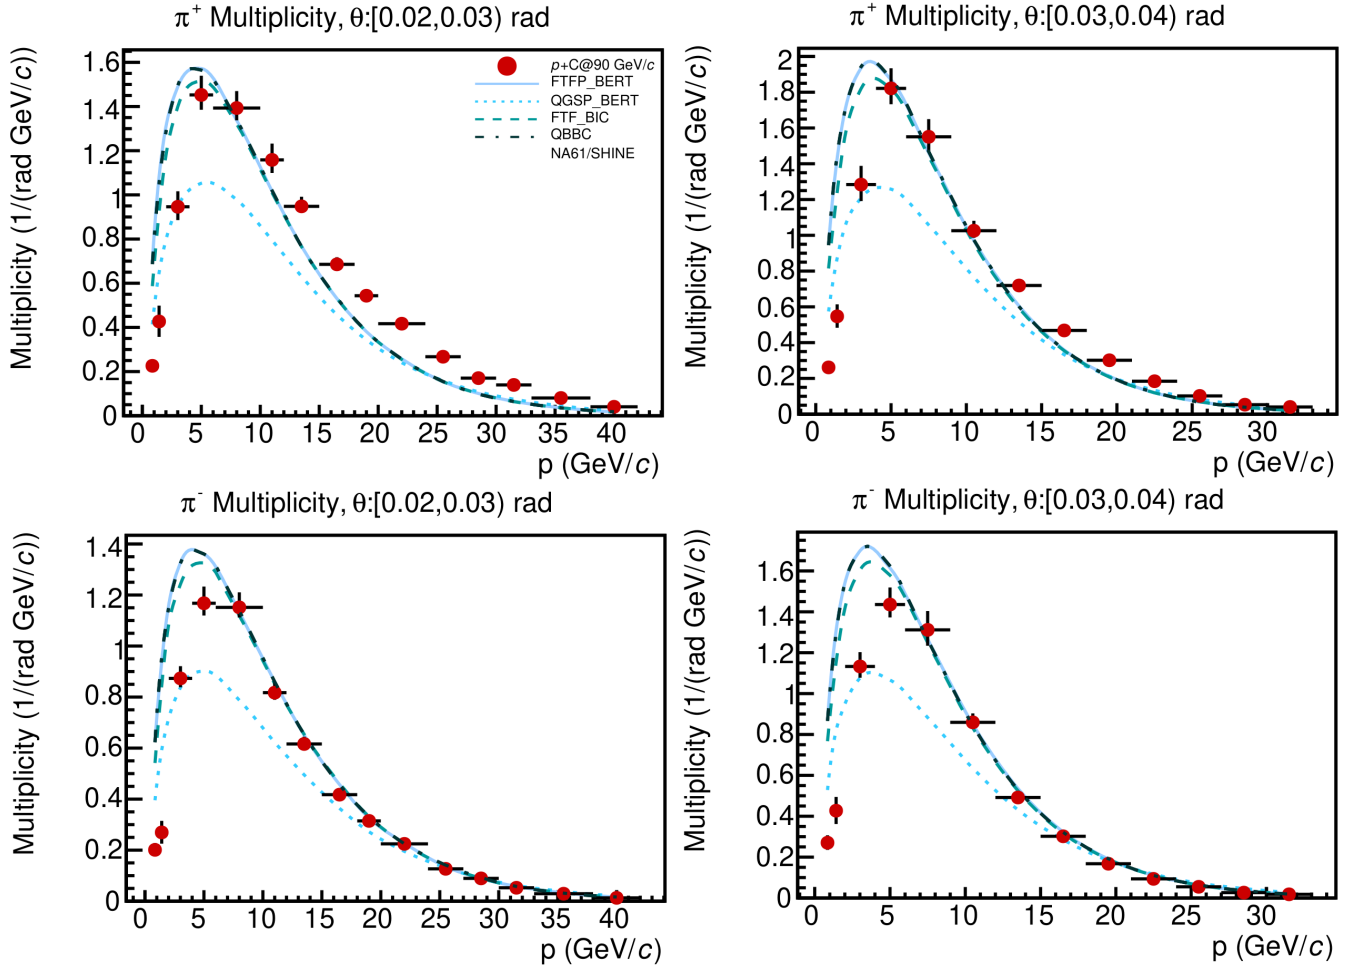 π⁺ Multiplicity, θ:[0.02,0.03) rad
Multiplicity (1/(rad GeV/c))
1.6
1.4
1.2
1
0.8
0.6
0.4
0.2
0
p+C@90 GeV/c
FTFP_BERT
QGSP_BERT
FTF_BIC
QBBC
NA61/SHINE
0 5 10 15 20 25 30 35 40
p (GeV/c)
π⁺ Multiplicity, θ:[0.03,0.04) rad
Multiplicity (1/(rad GeV/c))
2
1.8
1.6
1.4
1.2
1
0.8
0.6
0.4
0.2
0
0 5 10 15 20 25 30
p (GeV/c)
π⁻ Multiplicity, θ:[0.02,0.03) rad
Multiplicity (1/(rad GeV/c))
1.4
1.2
1
0.8
0.6
0.4
0.2
0
0 5 10 15 20 25 30 35 40
p (GeV/c)
π⁻ Multiplicity, θ:[0.03,0.04) rad
Multiplicity (1/(rad GeV/c))
1.6
1.4
1.2
1
0.8
0.6
0.4
0.2
0
0 5 10 15 20 25 30
p (GeV/c)